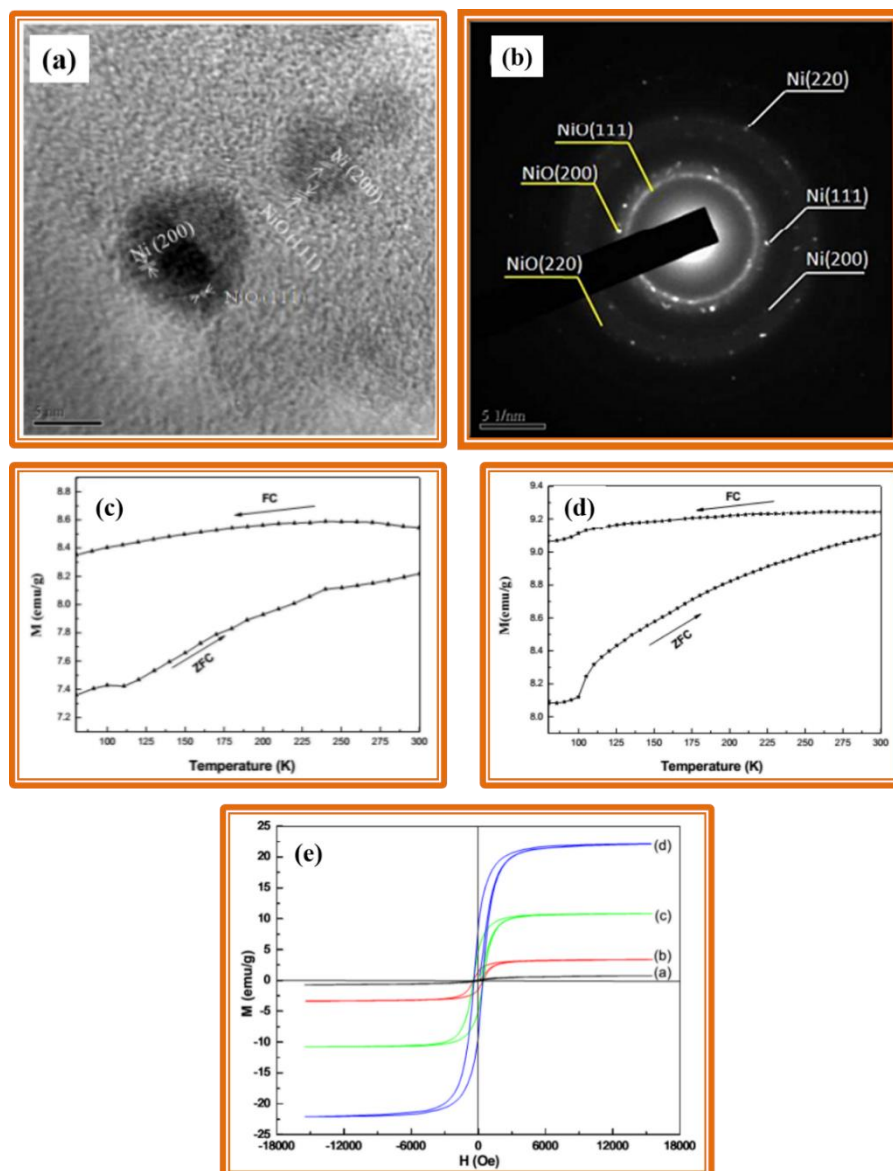 (a)
Ni (200)
NiO(111)
Ni (200)
NiO(111)
5 nm
(b)
Ni(220)
NiO(111)
NiO(200)
Ni(111)
Ni(200)
NiO(220)
5 1/nm
(c)
FC
ZFC
M (emu/g)
8.8
8.6
8.4
8.2
8.0
7.8
7.6
7.4
7.2
100 125 150 175 200 225 250 275 300
Temperature (K)
(d)
FC
ZFC
M(emu/g)
9.4
9.2
9.0
8.8
8.6
8.4
8.2
8.0
100 125 150 175 200 225 250 275 300
Temperature (K)
(e)
(d)
(c)
(b)
(a)
M (emu/g)
25
20
15
10
5
0
-5
-10
-15
-20
-25
-18000 -12000 -6000 0 6000 12000 18000
H (Oe)